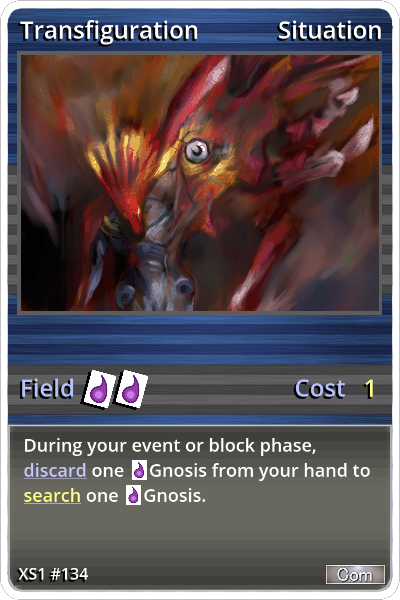 Transfiguration Situation
Field Cost 1
During your event or block phase,
discard one Gnosis from your hand to
search one Gnosis.
XS1 #134 Com